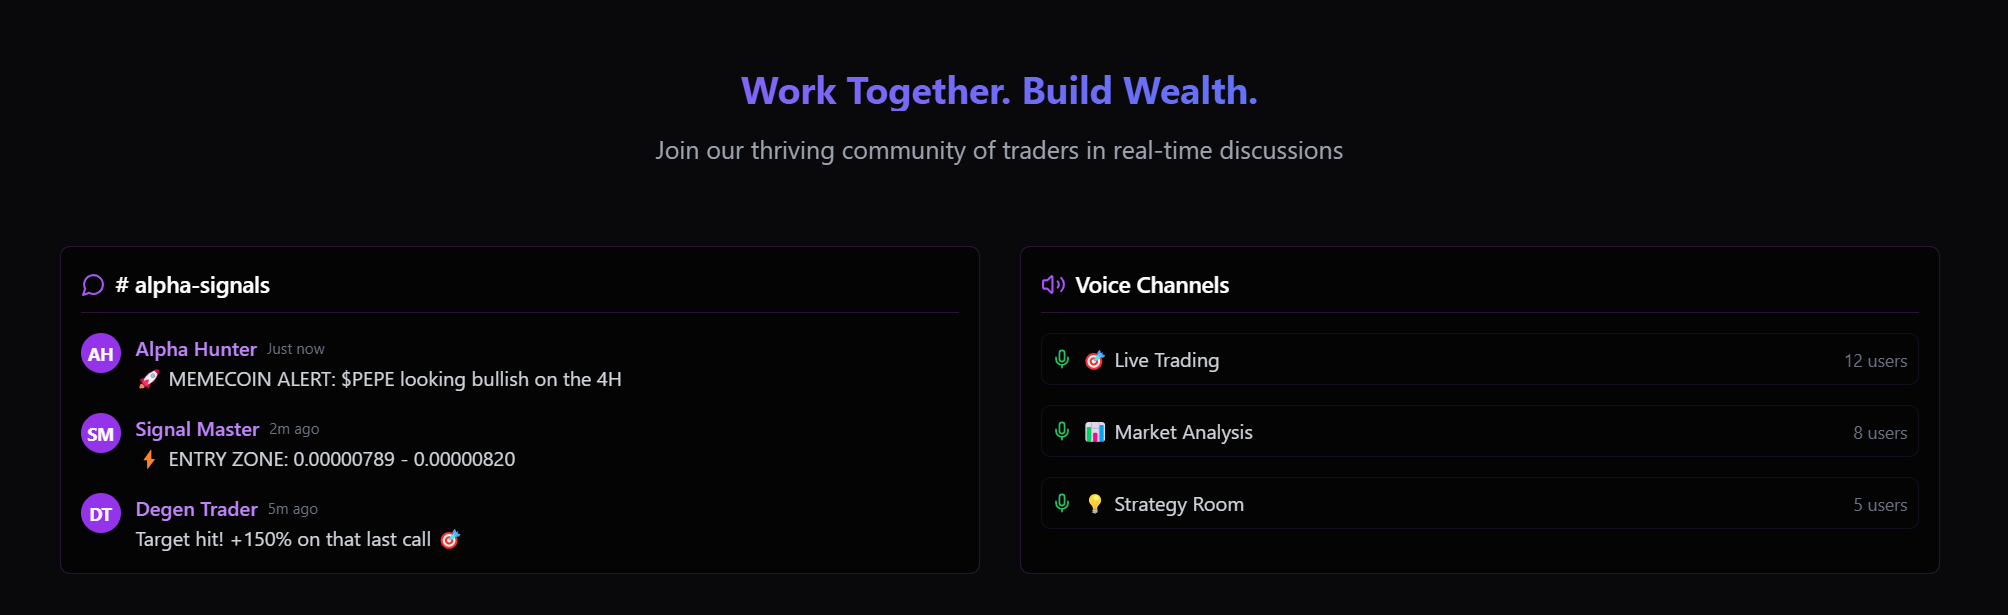 Work Together. Build Wealth.
Join our thriving community of traders in real-time discussions
# alpha-signals
AH
Alpha Hunter Just now
🚀 MEMECOIN ALERT: $PEPE looking bullish on the 4H
SM
Signal Master 2m ago
⚡ ENTRY ZONE: 0.00000789 - 0.00000820
DT
Degen Trader 5m ago
Target hit! +150% on that last call 🎯
Voice Channels
🎯 Live Trading 12 users
📊 Market Analysis 8 users
💡 Strategy Room 5 users